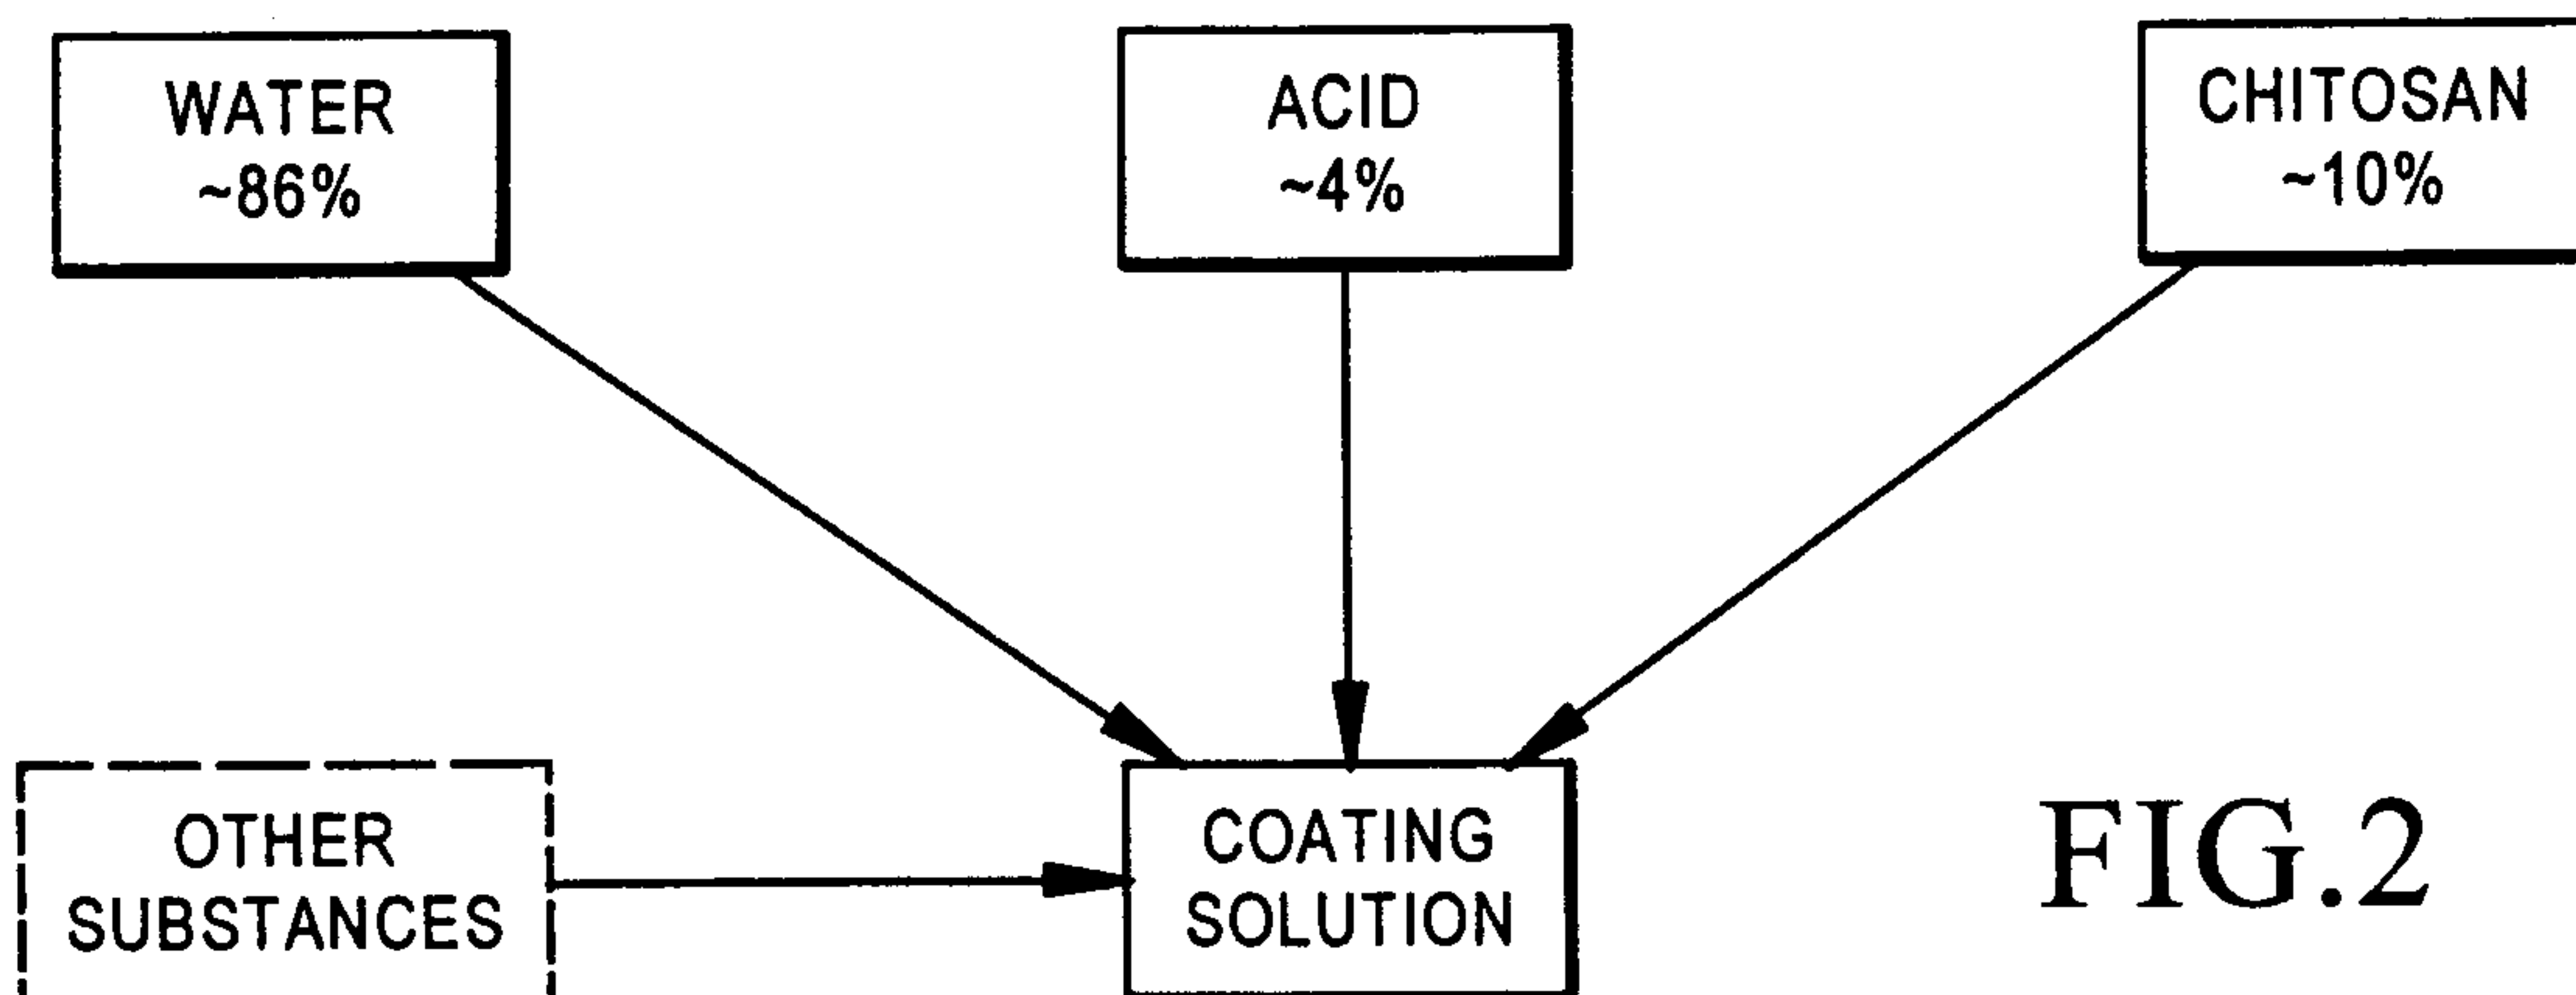 WATER
~86%
ACID
~4%
CHITOSAN
~10%
OTHER
SUBSTANCES
COATING
SOLUTION
FIG.2